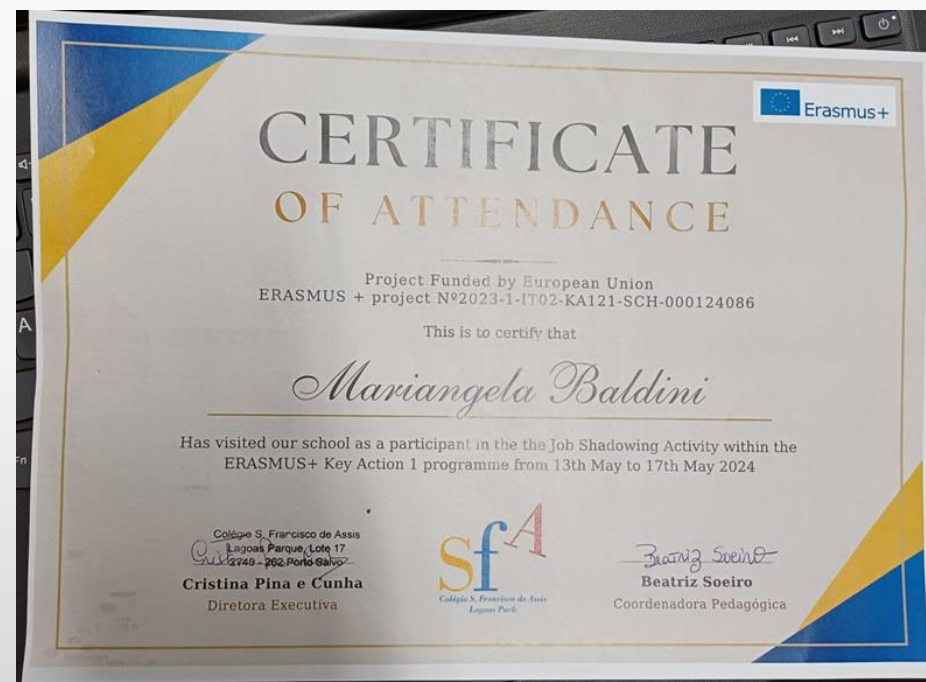 Erasmus+
CERTIFICATE
OF ATTENDANCE
Project Funded by European Union
ERASMUS + project Nº2023-1-IT02-KA121-SCH-000124086
This is to certify that
Mariangela Baldini
Has visited our school as a participant in the the Job Shadowing Activity within the
ERASMUS+ Key Action 1 programme from 13th May to 17th May 2024
Colégio S. Francisco de Assis
Lagoas Parque, Lote 17
2740 - 262 Porto Salvo
Cristina Pina e Cunha
Diretora Executiva
SfA
Colégio S. Francisco de Assis
Lagoas Park
Beatriz Soeiro
Beatriz Soeiro
Coordenadora Pedagógica
A
Fn